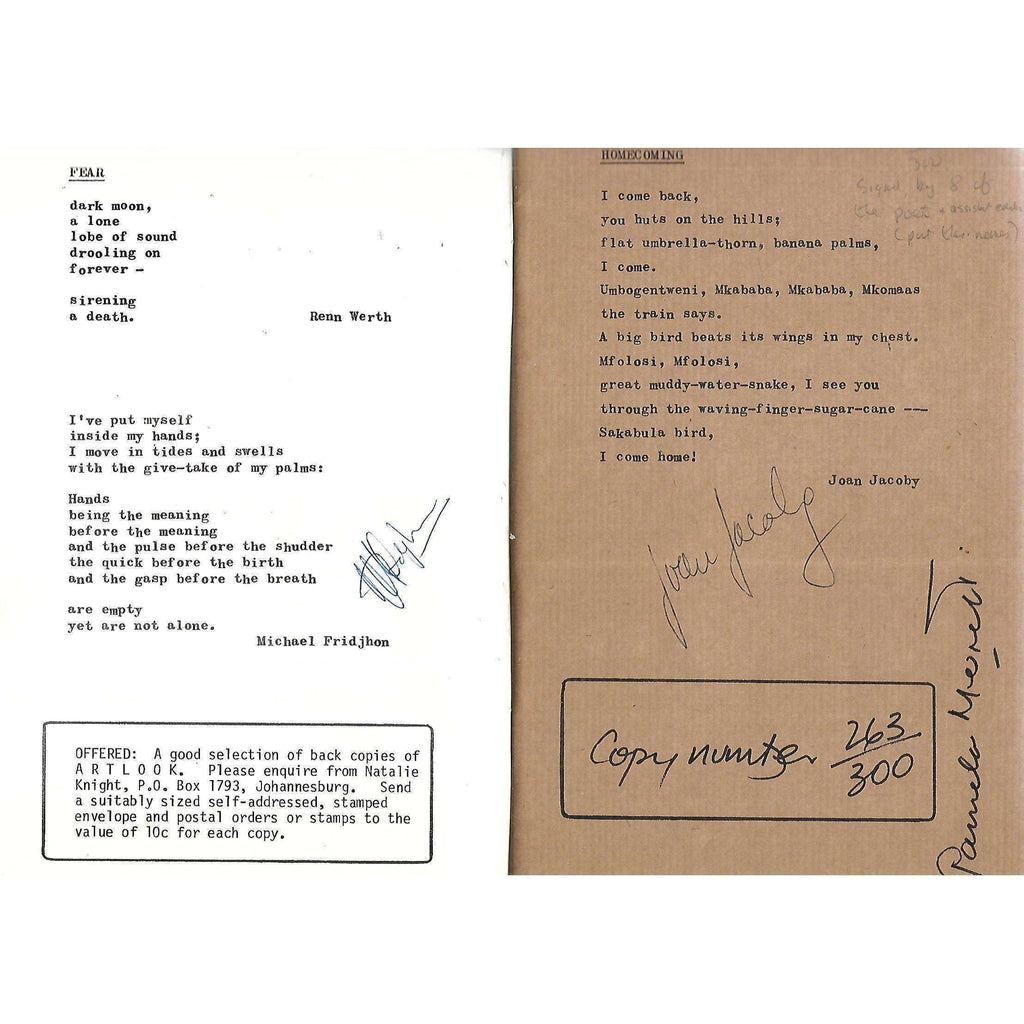 FEAR
dark moon,
a lone
lobe of sound
drooling on
forever –
sirening
a death.
Renn Werth
I've put myself
inside my hands;
I move in tides and swells
with the give-take of my palms:
Hands
being the meaning
before the meaning
and the pulse before the shudder
the quick before the birth
and the gasp before the breath
are empty
yet are not alone.
Michael Fridjhon
OFFERED: A good selection of back copies of
A R T L O O K. Please enquire from Natalie
Knight, P.O. Box 1793, Johannesburg. Send
a suitably sized self-addressed, stamped
envelope and postal orders or stamps to the
value of 10c for each copy.
HOMECOMING
300
Signed by 8 of
the poets + assistant
(put their names)
I come back,
you huts on the hills;
flat umbrella-thorn, banana palms,
I come.
Umbogentweni, Mkababa, Mkababa, Mkomaas
the train says.
A big bird beats its wings in my chest.
Mfolosi, Mfolosi,
great muddy-water-snake, I see you
through the waving-finger-sugar-cane ---
Sakabula bird,
I come home!
Joan Jacoby
Joan Jacoby
Copy number 263/300
Pamela